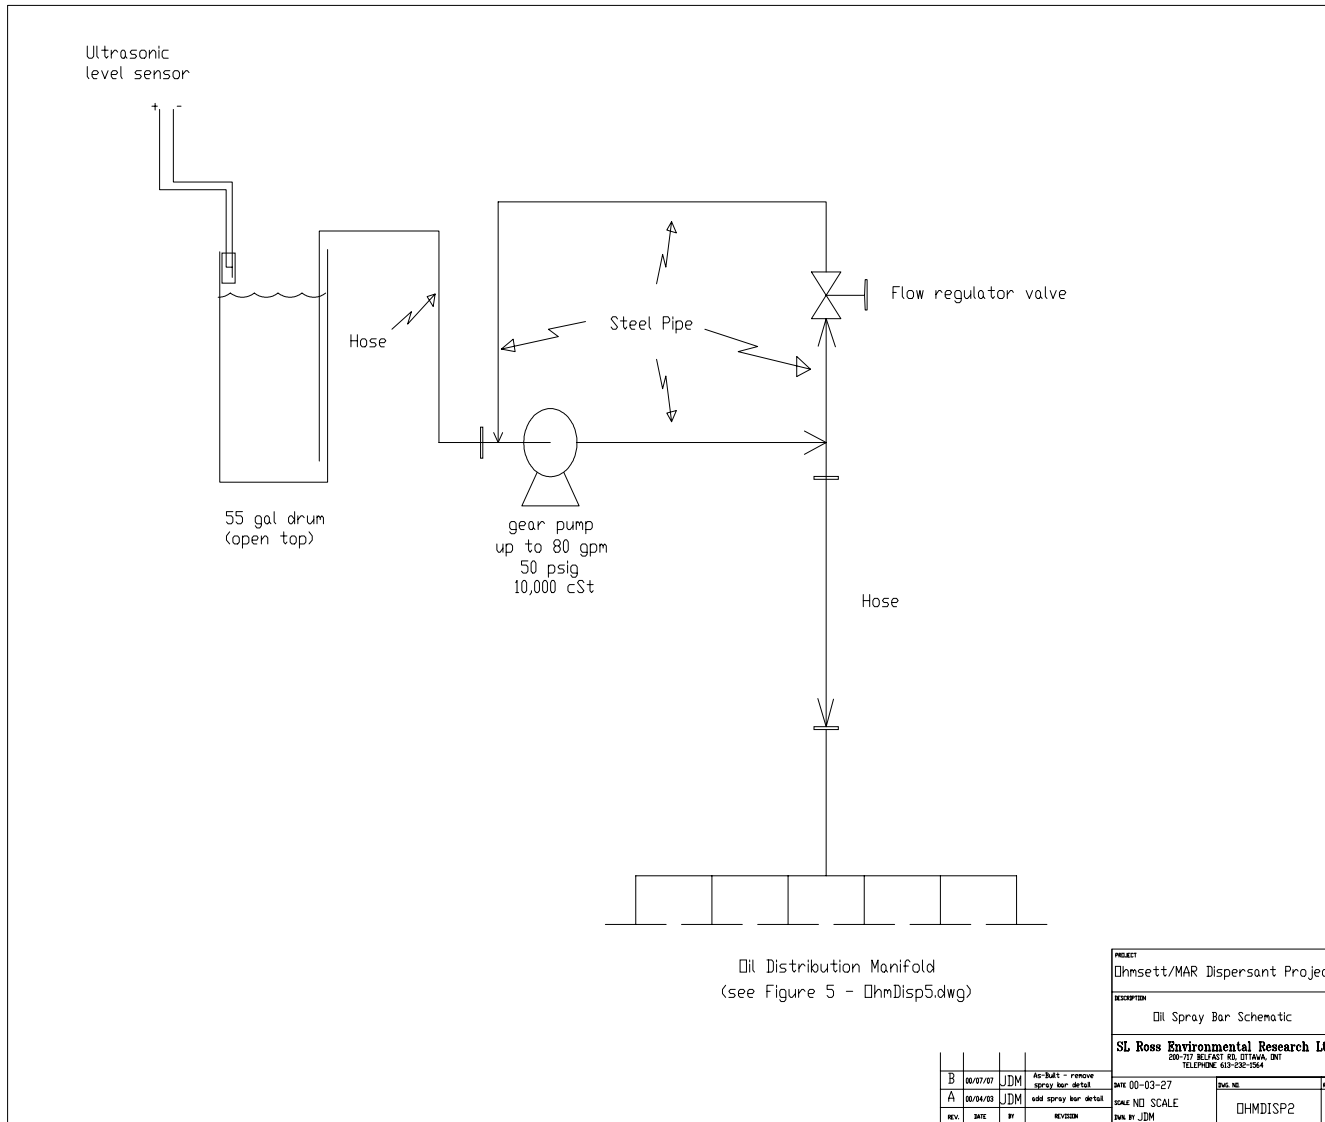 Ultrasonic
level sensor
+ -
Flow regulator valve
Steel Pipe
Hose
55 gal drum
(open top)
gear pump
up to 80 gpm
50 psig
10,000 cSt
Hose
Oil Distribution Manifold
(see Figure 5 - OhmDisp5.dwg)
PROJECT
Ohmsett/MAR Dispersant Projec
DESCRIPTION
Oil Spray Bar Schematic
SL Ross Environmental Research Lt
200-717 BELFAST RD, OTTAWA, ONT
TELEPHONE 613-232-1564
DATE 00-03-27
SCALE NO SCALE
DWN. BY JDM
DWG. NO.
OHMDISP2
B 00/07/07 JDM As-Built - remove
spray bar detail
A 00/04/03 JDM add spray bar detail
REV. DATE BY REVISION